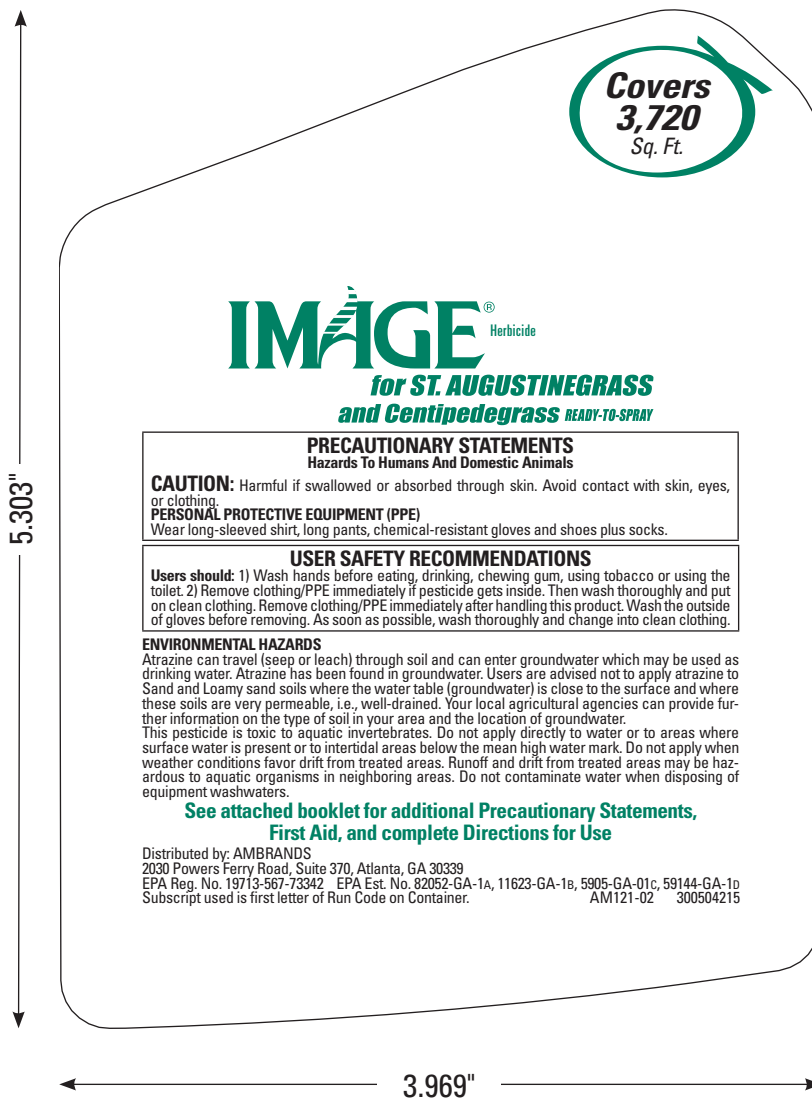 Covers
3,720
Sq. Ft.
IMAGE®
Herbicide
for ST. AUGUSTINEGRASS
and Centipedegrass READY-TO-SPRAY
PRECAUTIONARY STATEMENTS
Hazards To Humans And Domestic Animals
CAUTION: Harmful if swallowed or absorbed through skin. Avoid contact with skin, eyes,
or clothing.
PERSONAL PROTECTIVE EQUIPMENT (PPE)
Wear long-sleeved shirt, long pants, chemical-resistant gloves and shoes plus socks.
USER SAFETY RECOMMENDATIONS
Users should: 1) Wash hands before eating, drinking, chewing gum, using tobacco or using the
toilet. 2) Remove clothing/PPE immediately if pesticide gets inside. Then wash thoroughly and put
on clean clothing. Remove clothing/PPE immediately after handling this product. Wash the outside
of gloves before removing. As soon as possible, wash thoroughly and change into clean clothing.
ENVIRONMENTAL HAZARDS
Atrazine can travel (seep or leach) through soil and can enter groundwater which may be used as
drinking water. Atrazine has been found in groundwater. Users are advised not to apply atrazine to
Sand and Loamy sand soils where the water table (groundwater) is close to the surface and where
these soils are very permeable, i.e., well-drained. Your local agricultural agencies can provide fur-
ther information on the type of soil in your area and the location of groundwater.
This pesticide is toxic to aquatic invertebrates. Do not apply directly to water or to areas where
surface water is present or to intertidal areas below the mean high water mark. Do not apply when
weather conditions favor drift from treated areas. Runoff and drift from treated areas may be haz-
ardous to aquatic organisms in neighboring areas. Do not contaminate water when disposing of
equipment washwaters.
See attached booklet for additional Precautionary Statements,
First Aid, and complete Directions for Use
Distributed by: AMBRANDS
2030 Powers Ferry Road, Suite 370, Atlanta, GA 30339
EPA Reg. No. 19713-567-73342 EPA Est. No. 82052-GA-1A, 11623-GA-1B, 5905-GA-01C, 59144-GA-1D
Subscript used is first letter of Run Code on Container. AM121-02 300504215
5.303"
3.969"